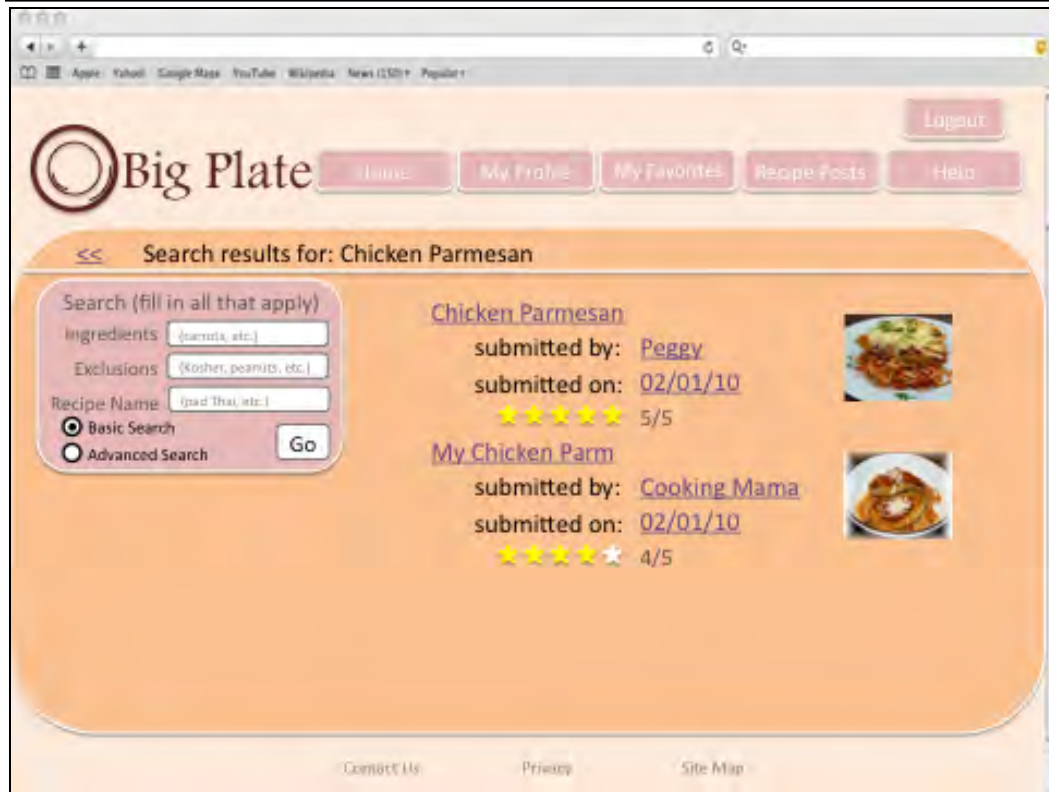 Apple Yahoo! Google Maps YouTube Wikipedia News (150)▾ Popular▾
Logout
Big Plate
Home My Profile My Favorites Recipe Posts Help
<< Search results for: Chicken Parmesan
Search (fill in all that apply)
Ingredients (carrots, etc.)
Exclusions (Kosher, peanuts, etc.)
Recipe Name (pad Thai, etc.)
Basic Search
Advanced Search
Go
Chicken Parmesan
submitted by: Peggy
submitted on: 02/01/10
5/5
My Chicken Parm
submitted by: Cooking Mama
submitted on: 02/01/10
4/5
Contact Us Privacy Site Map